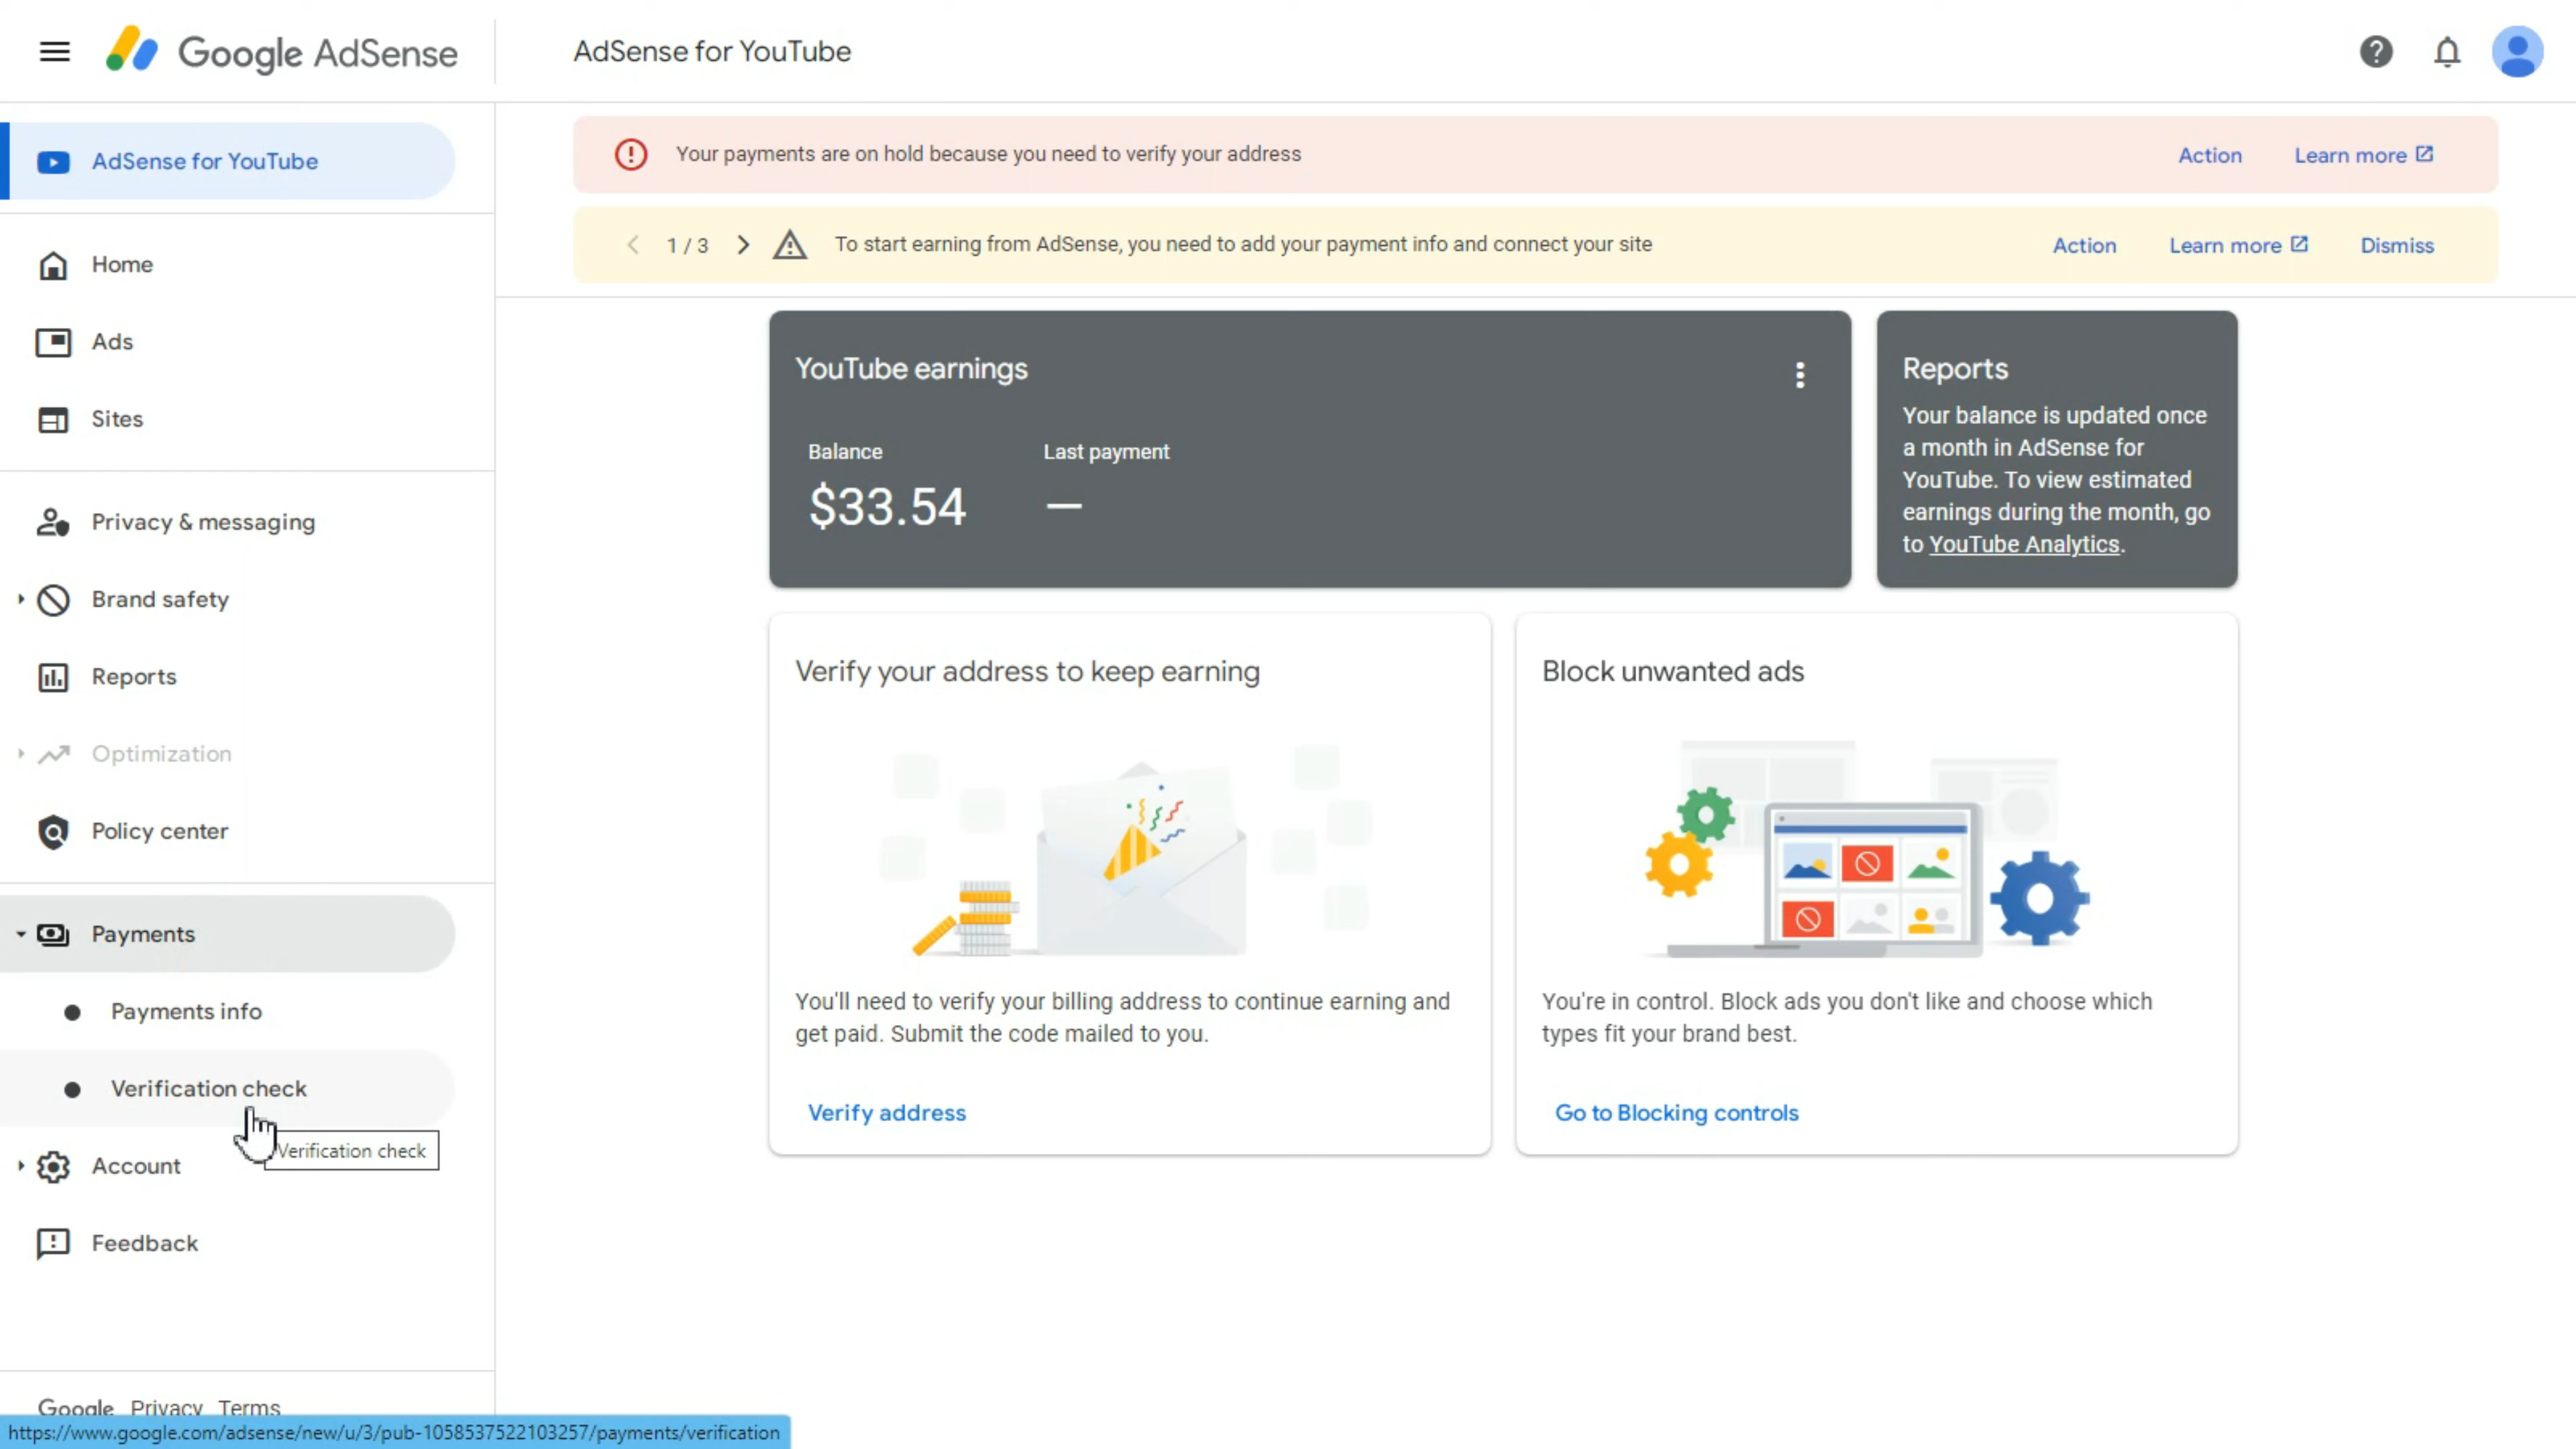 Google AdSense
AdSense for YouTube
AdSense for YouTube
Home
Ads
Sites
Privacy & messaging
Brand safety
Reports
Optimization
Policy center
Payments
Payments info
Verification check
Verification check
Account
Feedback
Google Privacy Terms
https://www.google.com/adsense/new/u/3/pub-1058537522103257/payments/verification
Your payments are on hold because you need to verify your address
Action
Learn more
1 / 3
To start earning from AdSense, you need to add your payment info and connect your site
Action
Learn more
Dismiss
YouTube earnings
Balance
Last payment
$33.54
—
Reports
Your balance is updated once
a month in AdSense for
YouTube. To view estimated
earnings during the month, go
to YouTube Analytics.
Verify your address to keep earning
You'll need to verify your billing address to continue earning and
get paid. Submit the code mailed to you.
Verify address
Block unwanted ads
You're in control. Block ads you don't like and choose which
types fit your brand best.
Go to Blocking controls